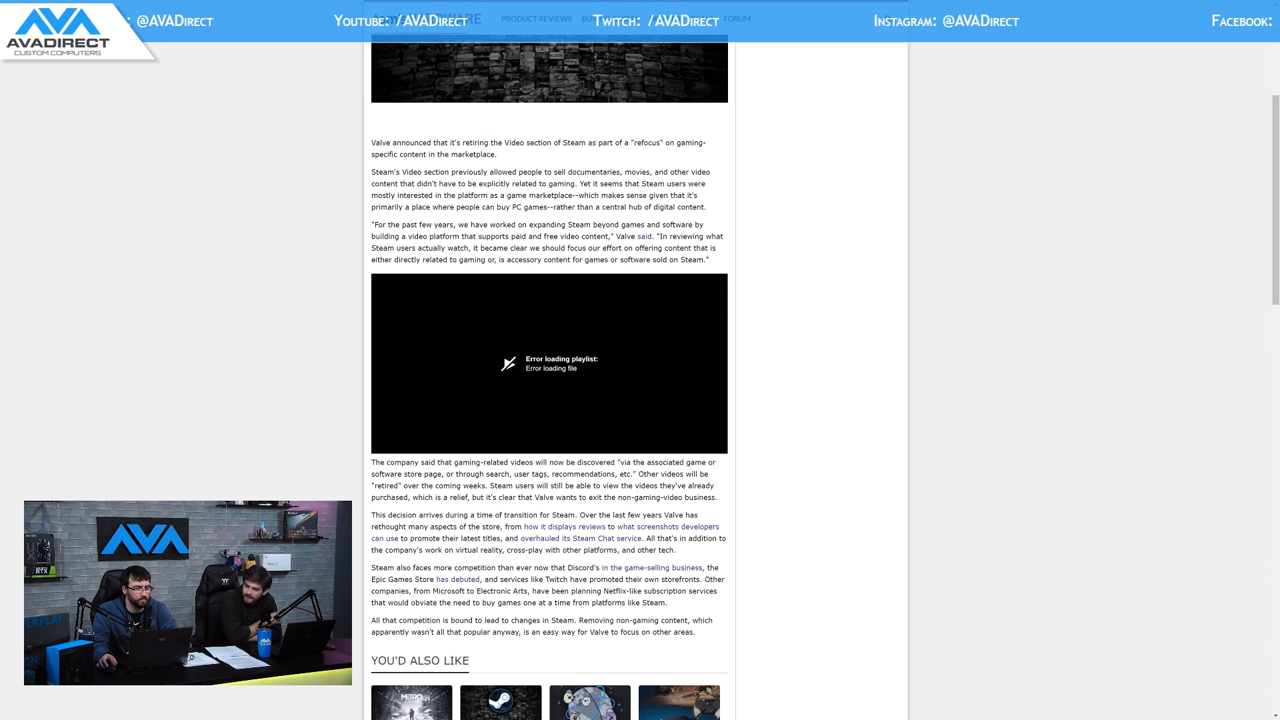 : @AVADirect
Youtube: /AVADirect
Twitch: /AVADirect
Instagram: @AVADirect
Facebook:
AVADIRECT
CUSTOM COMPUTERS
PRODUCT REVIEWS
FORUM
Valve announced that it's retiring the Video section of Steam as part of a "refocus" on gaming-
specific content in the marketplace.
Steam's Video section previously allowed people to sell documentaries, movies, and other video
content that didn't have to be explicitly related to gaming. Yet it seems that Steam users were
mostly interested in the platform as a game marketplace--which makes sense given that it's
primarily a place where people can buy PC games--rather than a central hub of digital content.
"For the past few years, we have worked on expanding Steam beyond games and software by
building a video platform that supports paid and free video content," Valve said. "In reviewing what
Steam users actually watch, it became clear we should focus our effort on offering content that is
either directly related to gaming or, is accessory content for games or software sold on Steam."
Error loading playlist:
Error loading file
The company said that gaming-related videos will now be discovered "via the associated game or
software store page, or through search, user tags, recommendations, etc." Other videos will be
"retired" over the coming weeks. Steam users will still be able to view the videos they've already
purchased, which is a relief, but it's clear that Valve wants to exit the non-gaming-video business.
This decision arrives during a time of transition for Steam. Over the last few years Valve has
rethought many aspects of the store, from how it displays reviews to what screenshots developers
can use to promote their latest titles, and overhauled its Steam Chat service. All that's in addition to
the company's work on virtual reality, cross-play with other platforms, and other tech.
Steam also faces more competition than ever now that Discord's in the game-selling business, the
Epic Games Store has debuted, and services like Twitch have promoted their own storefronts. Other
companies, from Microsoft to Electronic Arts, have been planning Netflix-like subscription services
that would obviate the need to buy games one at a time from platforms like Steam.
All that competition is bound to lead to changes in Steam. Removing non-gaming content, which
apparently wasn't all that popular anyway, is an easy way for Valve to focus on other areas.
YOU'D ALSO LIKE
METRO